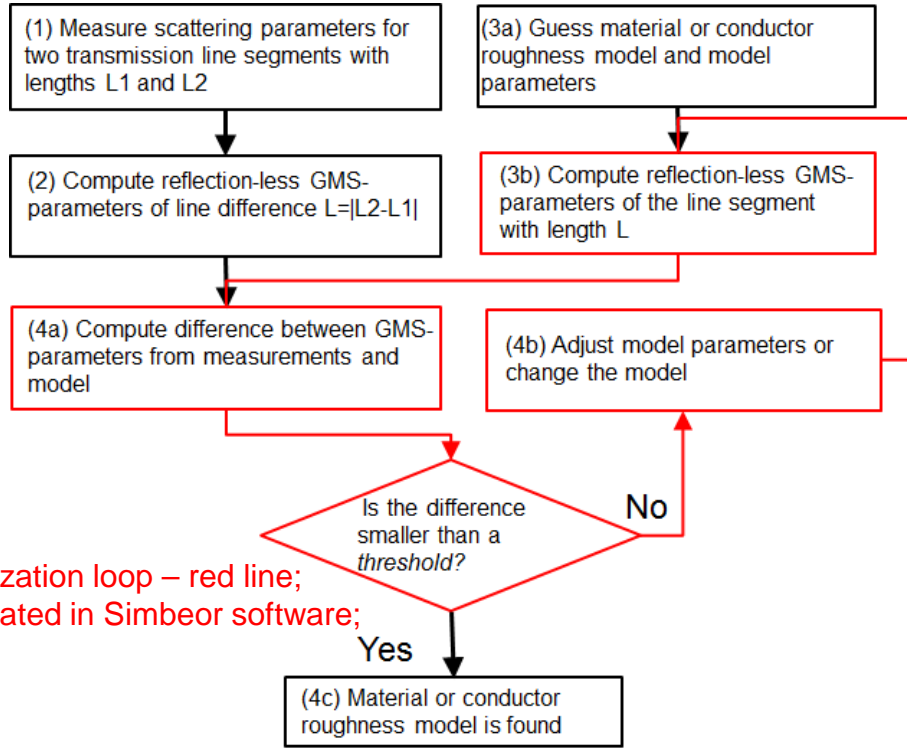 (1) Measure scattering parameters for
two transmission line segments with
lengths L1 and L2
(3a) Guess material or conductor
roughness model and model
parameters
(2) Compute reflection-less GMS-
parameters of line difference L=|L2-L1|
(3b) Compute reflection-less GMS-
parameters of the line segment
with length L
(4a) Compute difference between GMS-
parameters from measurements and
model
(4b) Adjust model parameters or
change the model
Is the difference
smaller than a
threshold?
No
zation loop – red line;
ated in Simbeor software;
Yes
(4c) Material or conductor
roughness model is found